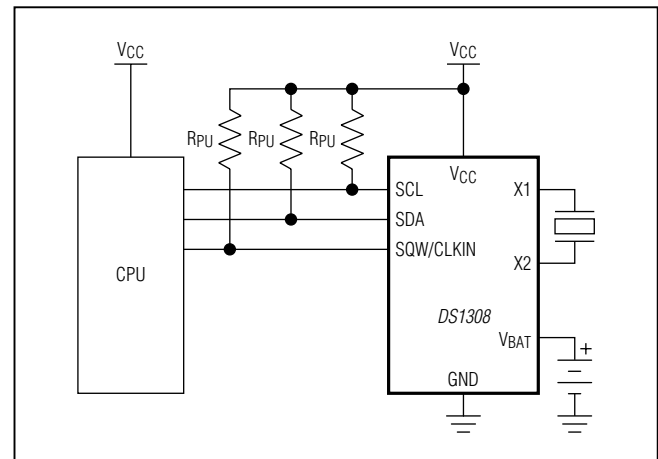 VCC
VCC
RPU
RPU
RPU
VCC
SCL
X1
SDA
SQW/CLKIN
X2
CPU
DS1308
VBAT
+
GND